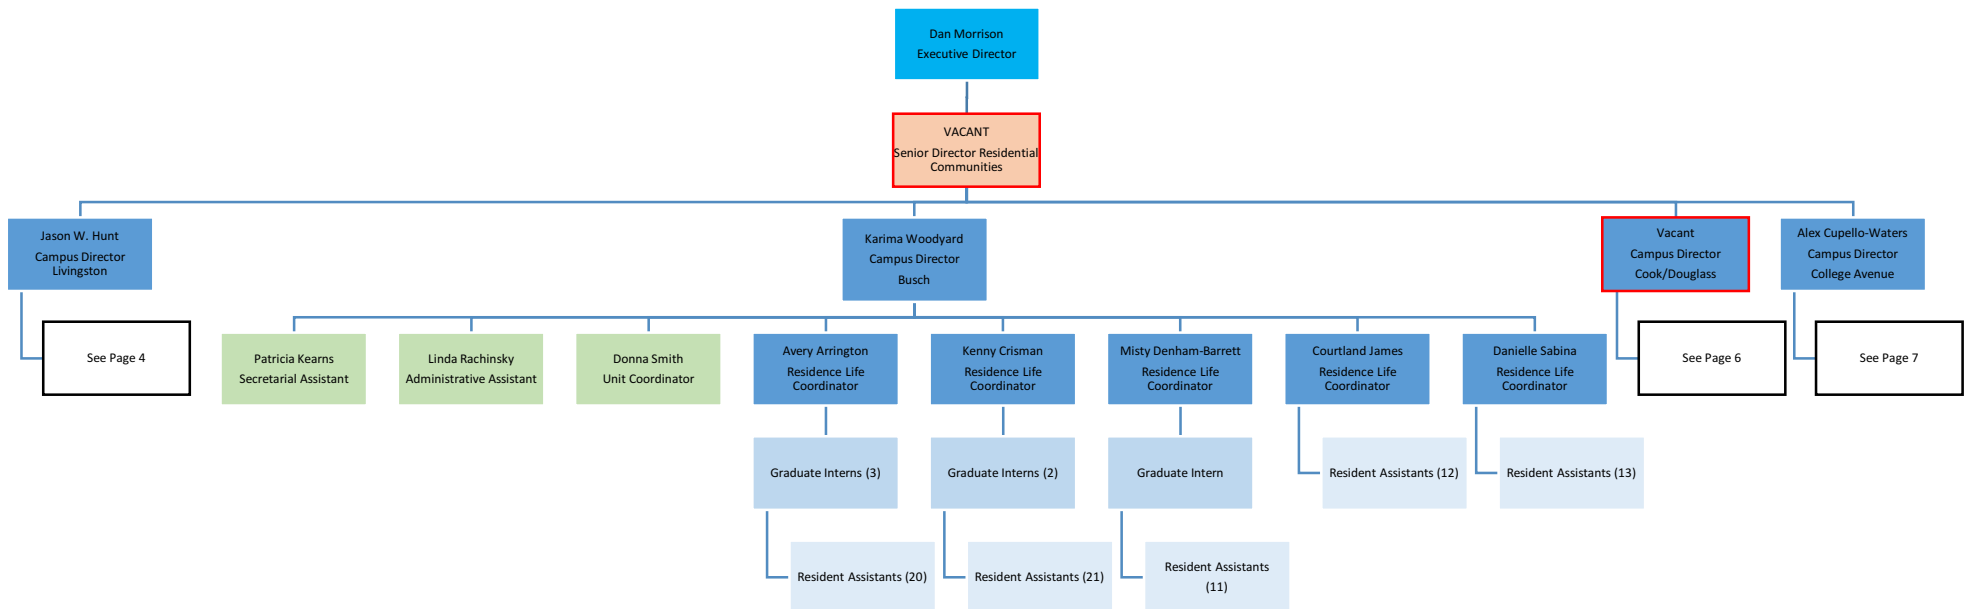 Dan Morrison
Executive Director
VACANT
Senior Director Residential
Communities
Jason W. Hunt
Campus Director
Livingston
Karima Woodyard
Campus Director
Busch
Vacant
Campus Director
Cook/Douglass
Alex Cupello-Waters
Campus Director
College Avenue
See Page 4
Patricia Kearns
Secretarial Assistant
Linda Rachinsky
Administrative Assistant
Donna Smith
Unit Coordinator
Avery Arrington
Residence Life
Coordinator
Kenny Crisman
Residence Life
Coordinator
Misty Denham-Barrett
Residence Life
Coordinator
Courtland James
Residence Life
Coordinator
Danielle Sabina
Residence Life
Coordinator
See Page 6
See Page 7
Graduate Interns (3)
Graduate Interns (2)
Graduate Intern
Resident Assistants (12)
Resident Assistants (13)
Resident Assistants (20)
Resident Assistants (21)
Resident Assistants
(11)